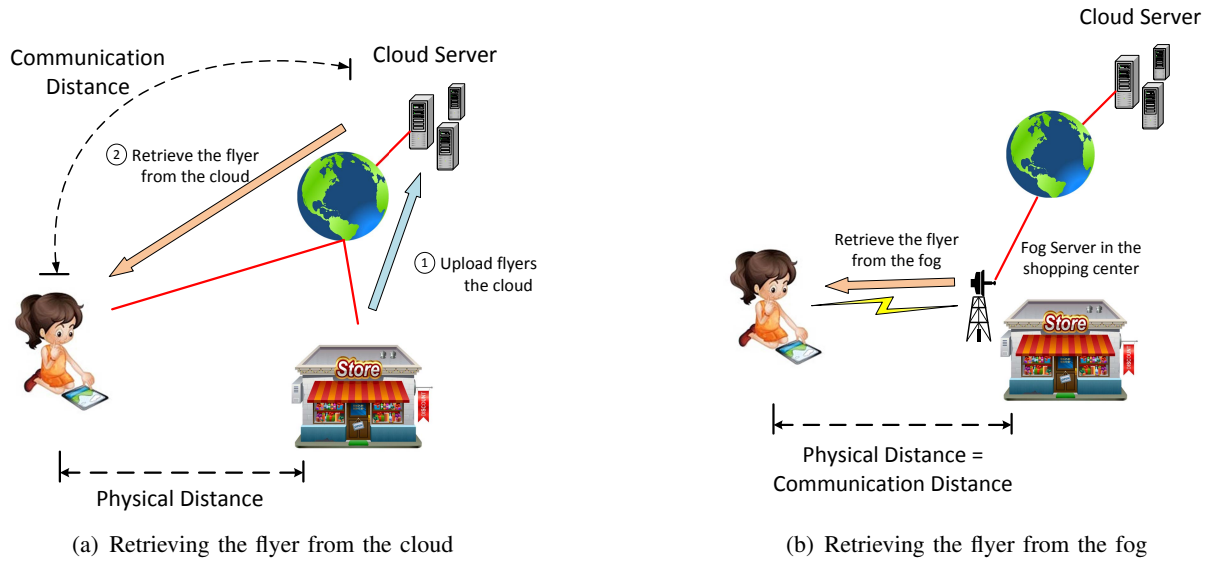 Communication
Distance
Cloud Server
② Retrieve the flyer
from the cloud
① Upload flyers
the cloud
Store
DISCOUNT
Physical Distance
(a) Retrieving the flyer from the cloud
Cloud Server
Retrieve the flyer
from the fog
Fog Server in the
shopping center
Store
DISCOUNT
Physical Distance =
Communication Distance
(b) Retrieving the flyer from the fog